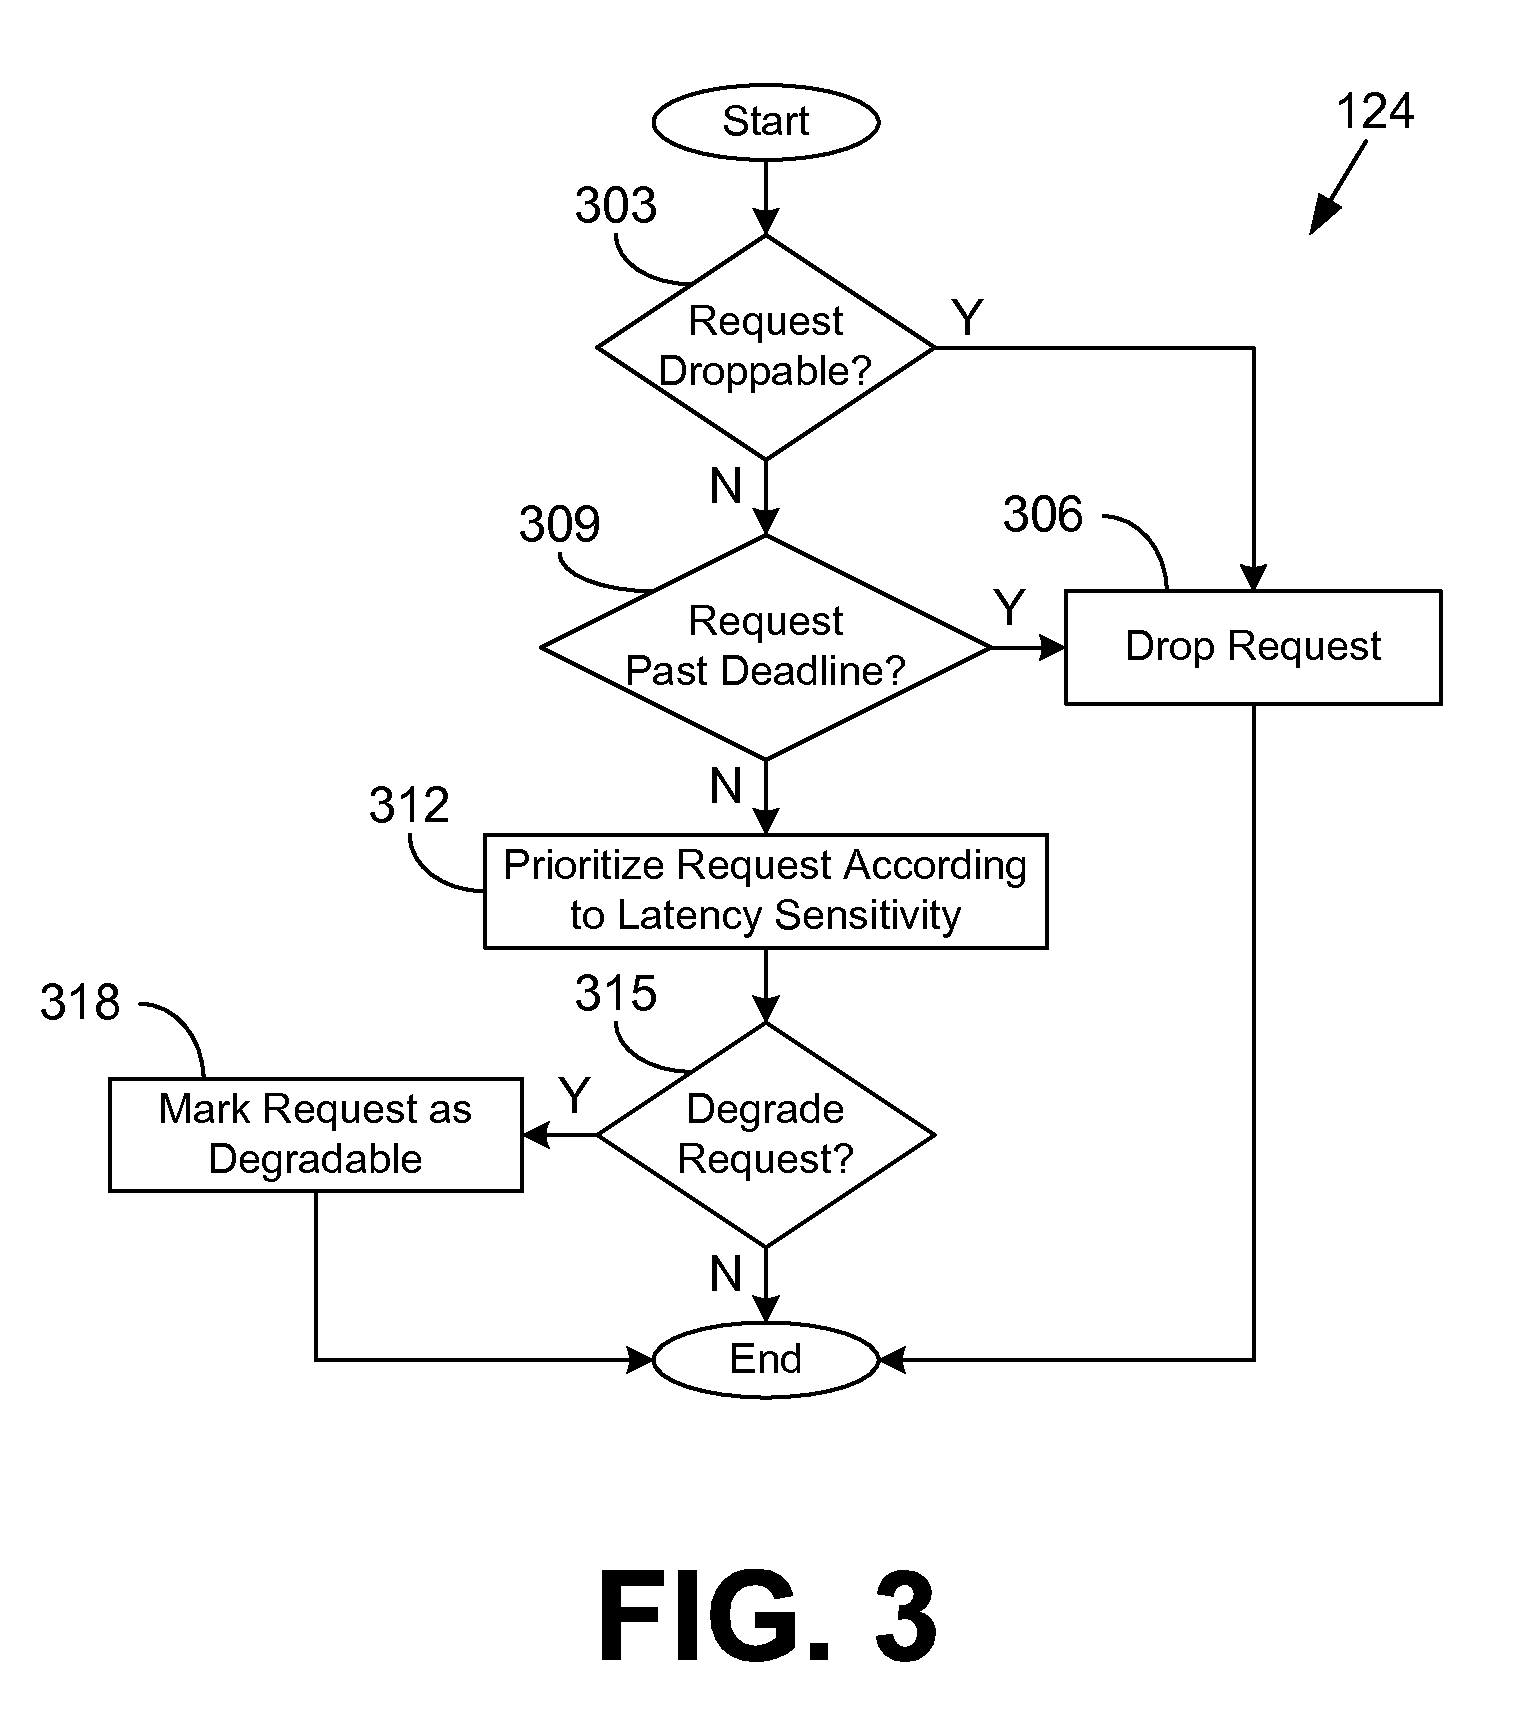 Start
124
303
Request
Droppable?
Y
N
309
Request
Past Deadline?
Y
306
Drop Request
N
312
Prioritize Request According
to Latency Sensitivity
315
Degrade
Request?
Y
318
Mark Request as
Degradable
N
End
FIG. 3